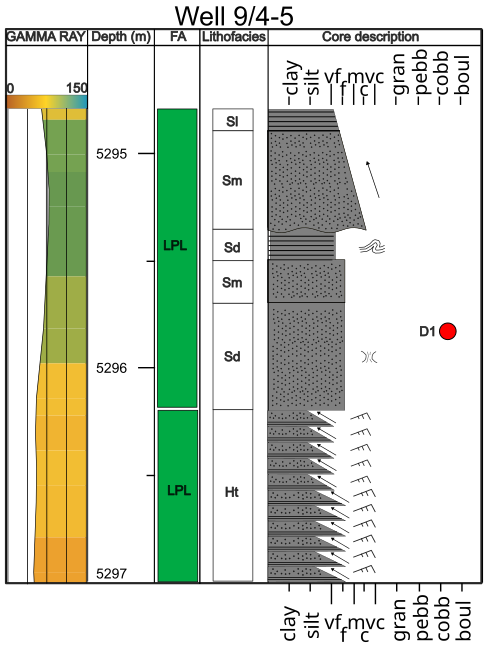 Well 9/4-5
GAMMA RAY Depth (m) FA Lithofacies Core description
0 150
clay silt vf f m c vc gran pebb cobb boul
Sl
5295
Sm
LPL
Sd
Sm
D1
Sd
5296
LPL
Ht
5297
clay silt vf f m c vc gran pebb cobb boul